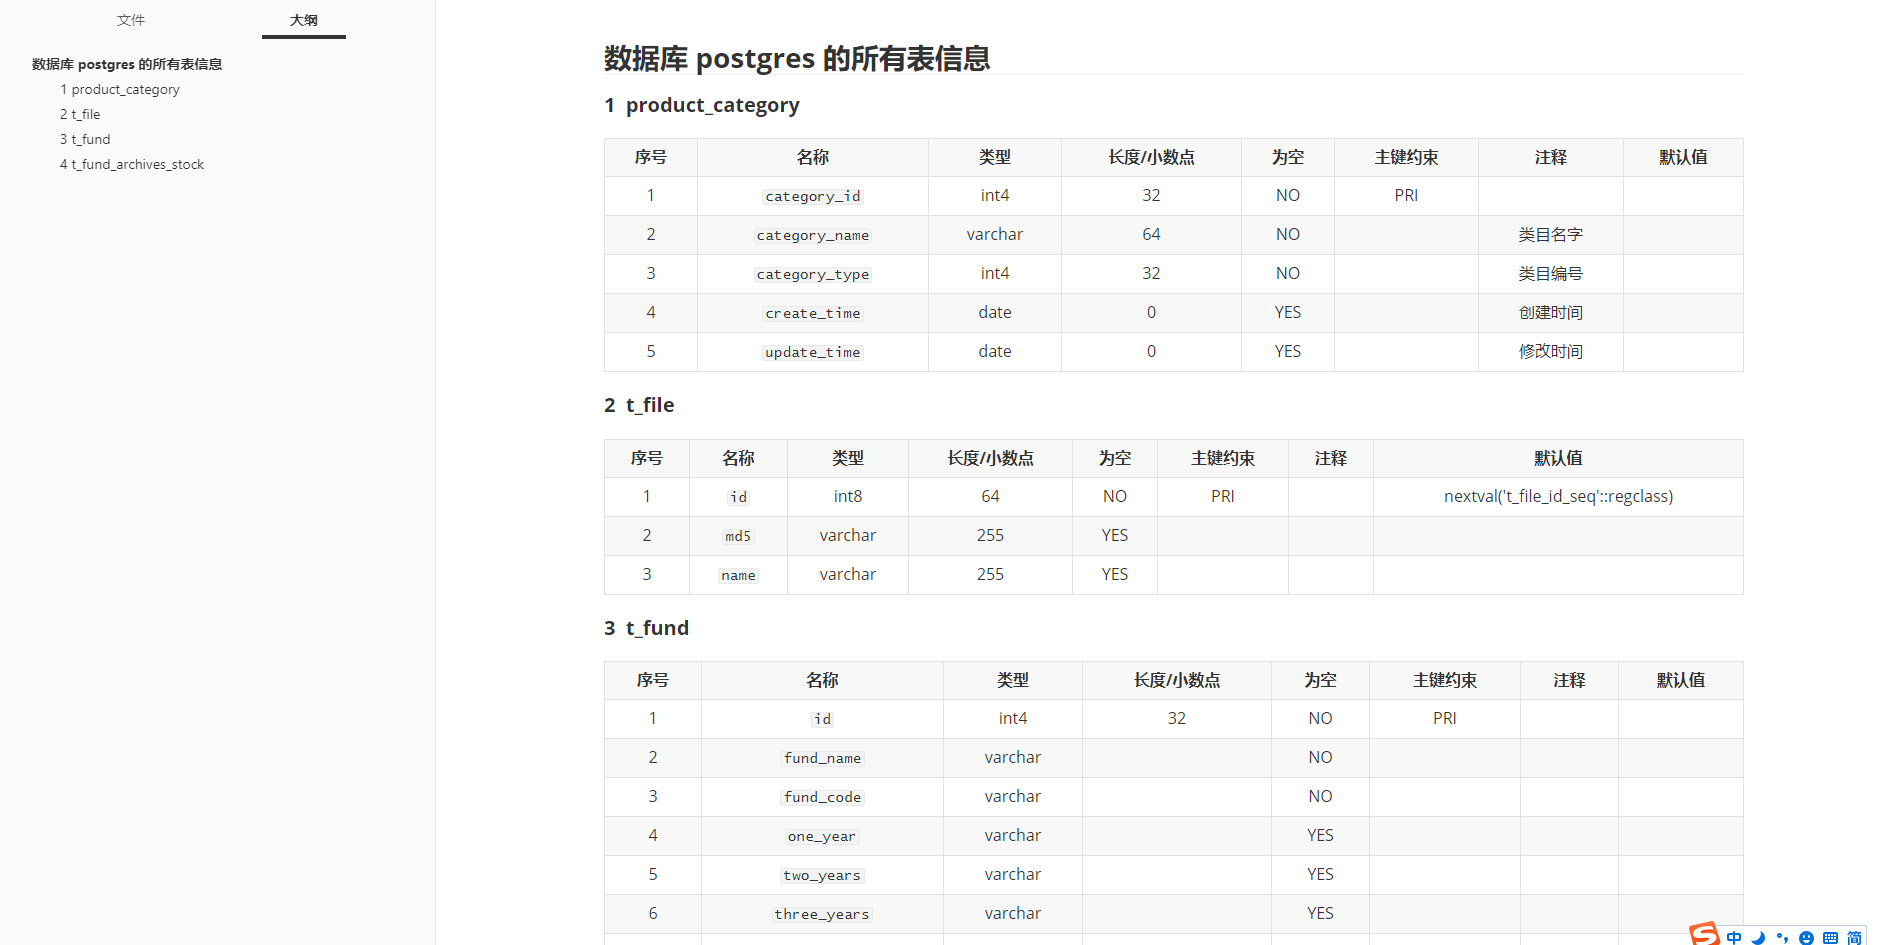 文件 大纲
数据库 postgres 的所有表信息
1 product_category
2 t_file
3 t_fund
4 t_fund_archives_stock
数据库 postgres 的所有表信息
1 product_category
序号 名称 类型 长度/小数点 为空 主键约束 注释 默认值
1 category_id int4 32 NO PRI
2 category_name varchar 64 NO 类目名字
3 category_type int4 32 NO 类目编号
4 create_time date 0 YES 创建时间
5 update_time date 0 YES 修改时间
2 t_file
序号 名称 类型 长度/小数点 为空 主键约束 注释 默认值
1 id int8 64 NO PRI nextval('t_file_id_seq'::regclass)
2 md5 varchar 255 YES
3 name varchar 255 YES
3 t_fund
序号 名称 类型 长度/小数点 为空 主键约束 注释 默认值
1 id int4 32 NO PRI
2 fund_name varchar NO
3 fund_code varchar NO
4 one_year varchar YES
5 two_years varchar YES
6 three_years varchar YES
S 中 简